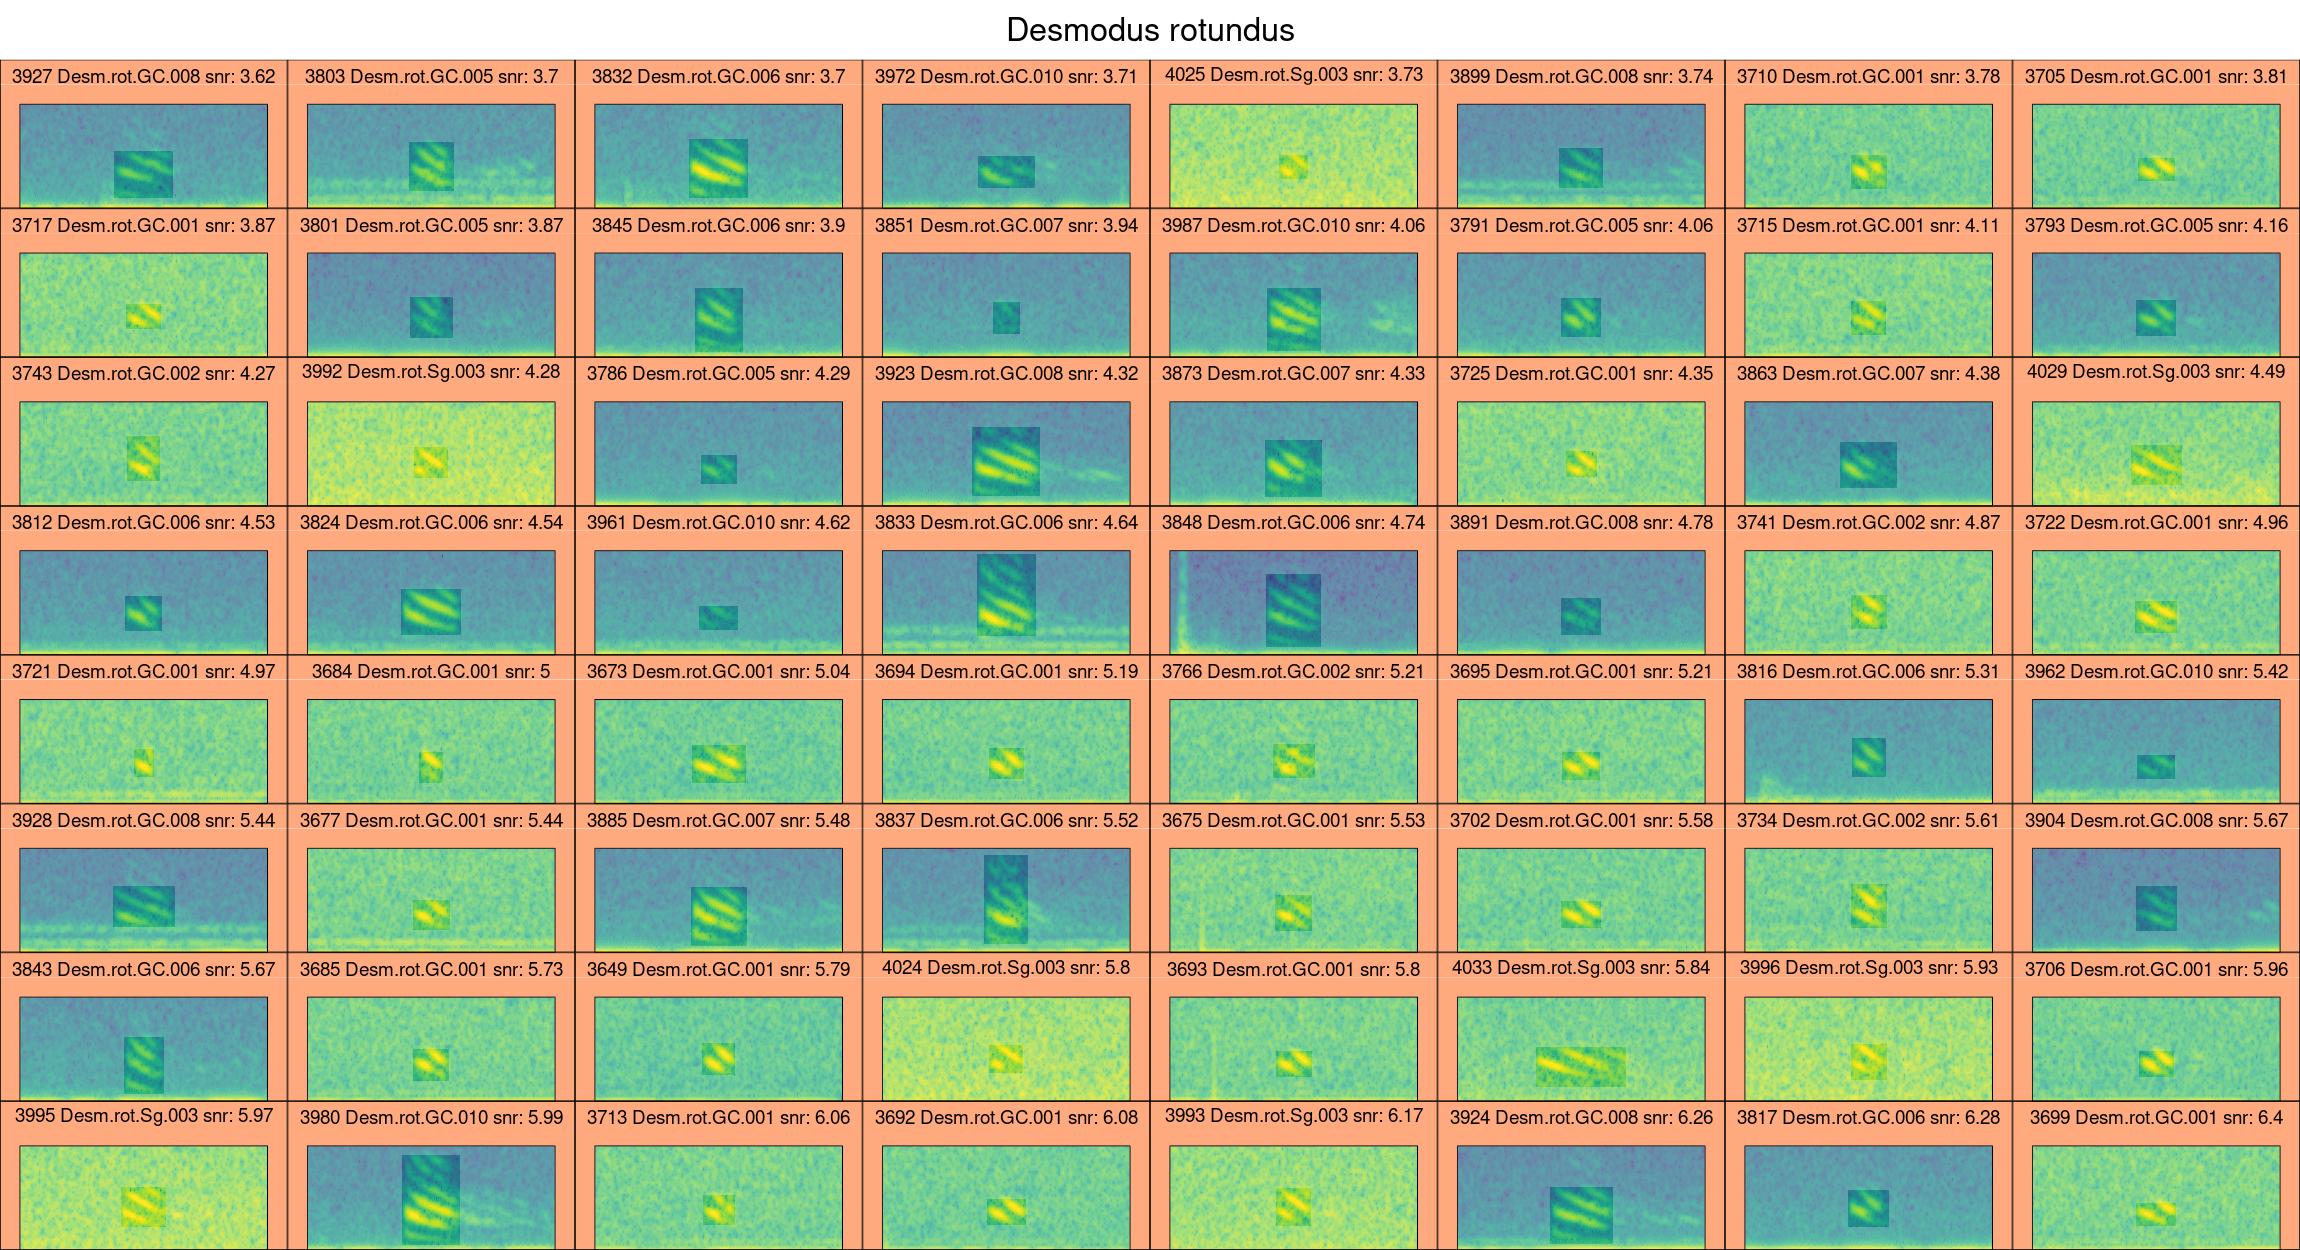 Desmodus rotundus
3927 Desm.rot.GC.008 snr: 3.62
3803 Desm.rot.GC.005 snr: 3.7
3832 Desm.rot.GC.006 snr: 3.7
3972 Desm.rot.GC.010 snr: 3.71
4025 Desm.rot.Sg.003 snr: 3.73
3899 Desm.rot.GC.008 snr: 3.74
3710 Desm.rot.GC.001 snr: 3.78
3705 Desm.rot.GC.001 snr: 3.81
3717 Desm.rot.GC.001 snr: 3.87
3801 Desm.rot.GC.005 snr: 3.87
3845 Desm.rot.GC.006 snr: 3.9
3851 Desm.rot.GC.007 snr: 3.94
3987 Desm.rot.GC.010 snr: 4.06
3791 Desm.rot.GC.005 snr: 4.06
3715 Desm.rot.GC.001 snr: 4.11
3793 Desm.rot.GC.005 snr: 4.16
3743 Desm.rot.GC.002 snr: 4.27
3992 Desm.rot.Sg.003 snr: 4.28
3786 Desm.rot.GC.005 snr: 4.29
3923 Desm.rot.GC.008 snr: 4.32
3873 Desm.rot.GC.007 snr: 4.33
3725 Desm.rot.GC.001 snr: 4.35
3863 Desm.rot.GC.007 snr: 4.38
4029 Desm.rot.Sg.003 snr: 4.49
3812 Desm.rot.GC.006 snr: 4.53
3824 Desm.rot.GC.006 snr: 4.54
3961 Desm.rot.GC.010 snr: 4.62
3833 Desm.rot.GC.006 snr: 4.64
3848 Desm.rot.GC.006 snr: 4.74
3891 Desm.rot.GC.008 snr: 4.78
3741 Desm.rot.GC.002 snr: 4.87
3722 Desm.rot.GC.001 snr: 4.96
3721 Desm.rot.GC.001 snr: 4.97
3684 Desm.rot.GC.001 snr: 5
3673 Desm.rot.GC.001 snr: 5.04
3694 Desm.rot.GC.001 snr: 5.19
3766 Desm.rot.GC.002 snr: 5.21
3695 Desm.rot.GC.001 snr: 5.21
3816 Desm.rot.GC.006 snr: 5.31
3962 Desm.rot.GC.010 snr: 5.42
3928 Desm.rot.GC.008 snr: 5.44
3677 Desm.rot.GC.001 snr: 5.44
3885 Desm.rot.GC.007 snr: 5.48
3837 Desm.rot.GC.006 snr: 5.52
3675 Desm.rot.GC.001 snr: 5.53
3702 Desm.rot.GC.001 snr: 5.58
3734 Desm.rot.GC.002 snr: 5.61
3904 Desm.rot.GC.008 snr: 5.67
3843 Desm.rot.GC.006 snr: 5.67
3685 Desm.rot.GC.001 snr: 5.73
3649 Desm.rot.GC.001 snr: 5.79
4024 Desm.rot.Sg.003 snr: 5.8
3693 Desm.rot.GC.001 snr: 5.8
4033 Desm.rot.Sg.003 snr: 5.84
3996 Desm.rot.Sg.003 snr: 5.93
3706 Desm.rot.GC.001 snr: 5.96
3995 Desm.rot.Sg.003 snr: 5.97
3980 Desm.rot.GC.010 snr: 5.99
3713 Desm.rot.GC.001 snr: 6.06
3692 Desm.rot.GC.001 snr: 6.08
3993 Desm.rot.Sg.003 snr: 6.17
3924 Desm.rot.GC.008 snr: 6.26
3817 Desm.rot.GC.006 snr: 6.28
3699 Desm.rot.GC.001 snr: 6.4